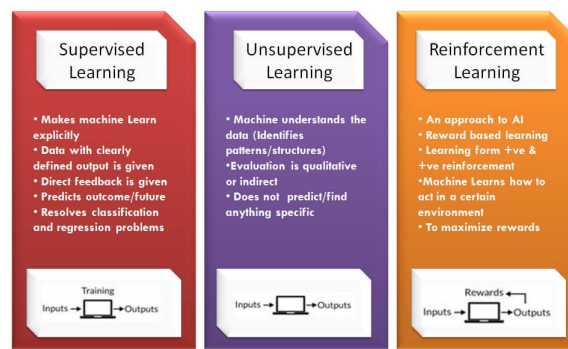 Supervised
Learning
• Makes machine Learn
explicitly
• Data with clearly
defined output is given
• Direct feedback is given
• Predicts outcome/future
• Resolves classification
and regression problems
Training
Inputs
Outputs
Unsupervised
Learning
• Machine understands the
data (Identifies
patterns/structures)
•Evaluation is qualitative
or indirect
• Does not predict/find
anything specific
Inputs
Outputs
Reinforcement
Learning
• An approach to AI
• Reward based learning
• Learning form +ve &
+ve reinforcement
•Machine Learns how to
act in a certain
environment
• To maximize rewards
Rewards
Inputs
Outputs